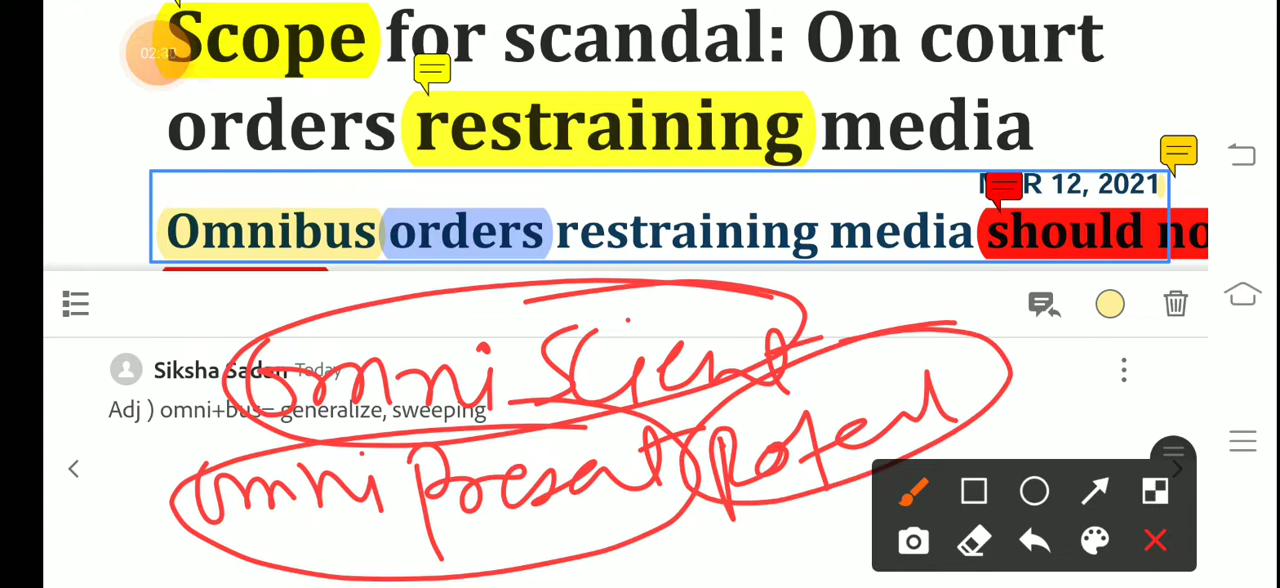 Scope for scandal: On court
orders restraining media
R 12, 2021
Omnibus orders restraining media should no
Siksha Sadan Today
Adj ) omni+bus= generalize, sweeping
omni scient
omni present poten